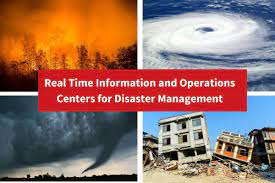 Real Time Information and Operations
Centers for Disaster Management